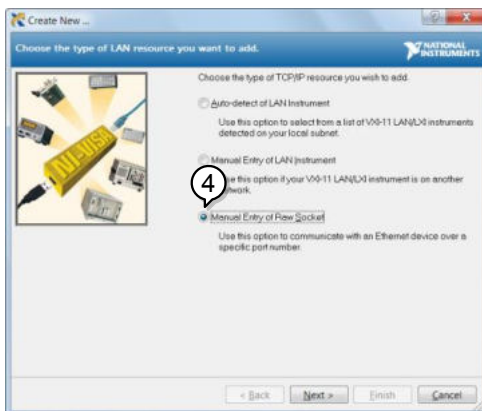 Create New ...
Choose the type of LAN resource you want to add.
NATIONAL
INSTRUMENTS
NI-VISA
Choose the type of TCP/IP resource you wish to add.
Auto-detect of LAN Instrument
Use this option to select from a list of VXI-11 LAN/LXI instruments
detected on your local subnet.
Manual Entry of LAN Instrument
4
use this option if your VXI-11 LAN/LXI instrument is on another
network.
Manual Entry of Raw Socket
Use this option to communicate with an Ethernet device over a
specific port number.
< Back
Next >
Finish
Cancel